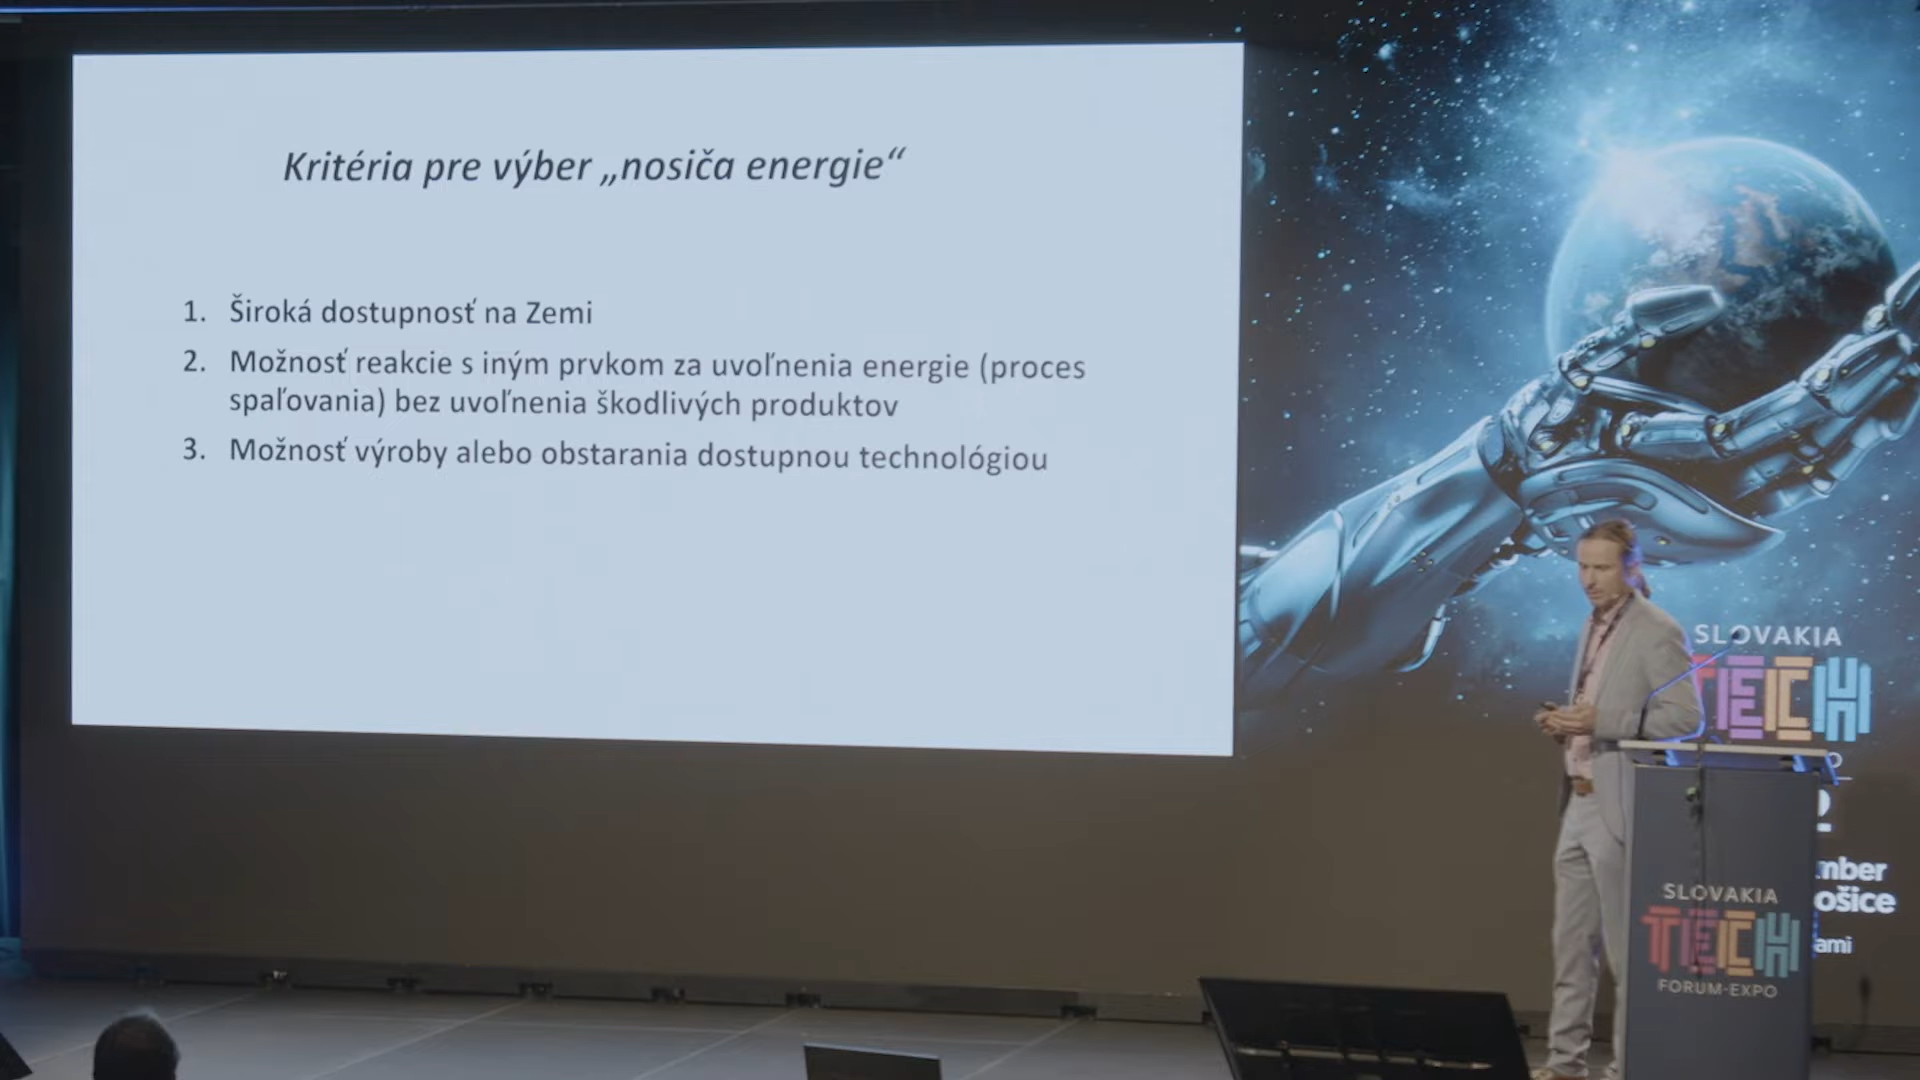 Kritéria pre výber „nosiča energie“
1. Široká dostupnosť na Zemi
2. Možnosť reakcie s iným prvkom za uvoľnenia energie (proces
spaľovania) bez uvoľnenia škodlivých produktov
3. Možnosť výroby alebo obstarania dostupnou technológiou
SLOVAKIA
TECH
SLOVAKIA
TECH
FORUM-EXPO